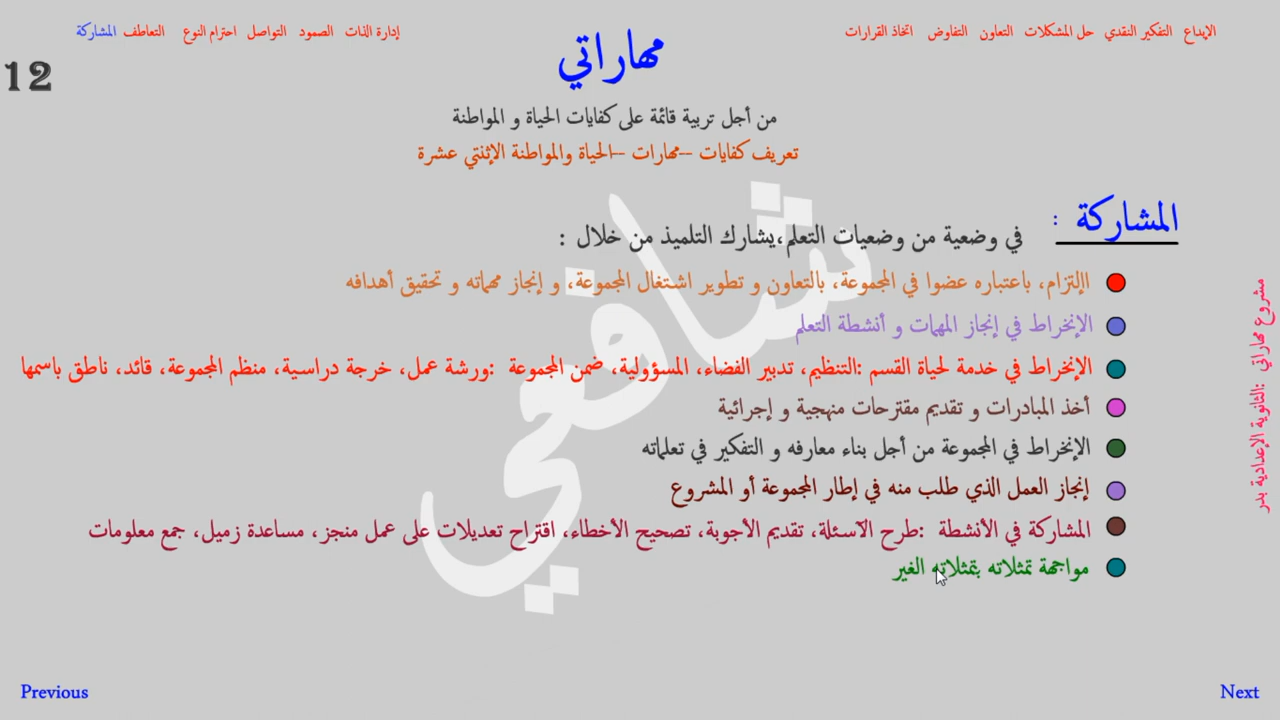 الإبداع التفكير النقدي حل المشكلات التعاون التفاوض اتخاذ القرارات
إدارة الذات الصمود التواصل احترام النوع التعاطف المشاركة
12
مهاراتي
من أجل تربية قائمة على كفايات الحياة و المواطنة
تعريف كفايات –مهارات –الحياة والمواطنة الإثنتي عشرة
المشاركة :
في وضعية من وضعيات التعلم،يشارك التلميذ من خلال :
االإلتزام، باعتباره عضوا في المجموعة، بالتعاون و تطوير اشتغال المجموعة، و إنجاز مهماته و تحقيق أهدافه
الإنخراط في إنجاز المهمات و أنشطة التعلم
الإنخراط في خدمة لحياة القسم :التنظيم، تدبير الفضاء، المسؤولية، ضمن المجموعة :ورشة عمل، خرجة دراسية، منظم المجموعة، قائد، ناطق باسمها
أخذ المبادرات و تقديم مقترحات منهجية و إجرائية
الإنخراط في المجموعة من أجل بناء معارفه و التفكير في تعلماته
إنجاز العمل الذي طلب منه في إطار المجموعة أو المشروع
المشاركة في الأنشطة :طرح الآسئلة، تقديم الأجوبة، تصحيح الأخطاء، اقتراح تعديلات على عمل منجز، مساعدة زميل، جمع معلومات
مواجهة تمثلاته بتمثلاته الغير
مشروع مهاراتي :الثانوية الإعدادية بدر
شافعي
Previous
Next